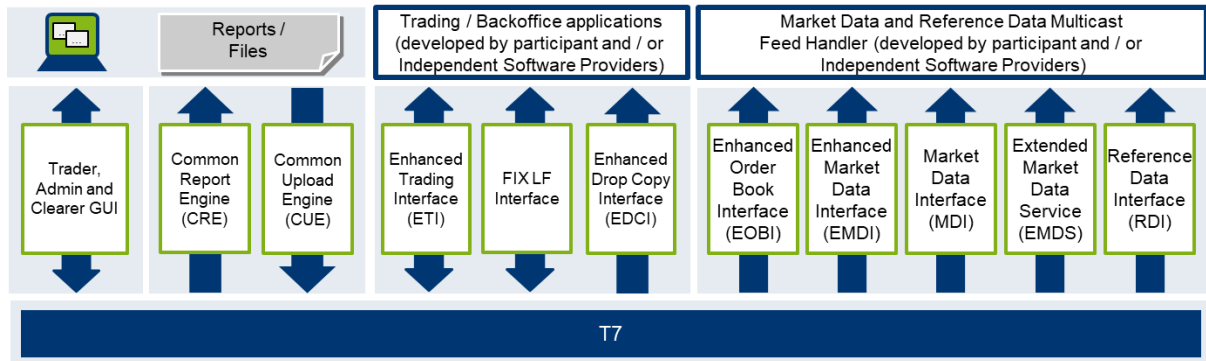 Reports /
Files
Trading / Backoffice applications
(developed by participant and / or
Independent Software Providers)
Market Data and Reference Data Multicast
Feed Handler (developed by participant and / or
Independent Software Providers)
Trader,
Admin and
Clearer GUI
Common
Report
Engine
(CRE)
Common
Upload
Engine
(CUE)
Enhanced
Trading
Interface
(ETI)
FIX LF
Interface
Enhanced
Drop Copy
Interface
(EDCI)
Enhanced
Order
Book
Interface
(EOBI)
Enhanced
Market
Data
Interface
(EMDI)
Market
Data
Interface
(MDI)
Extended
Market
Data
Service
(EMDS)
Reference
Data
Interface
(RDI)
T7